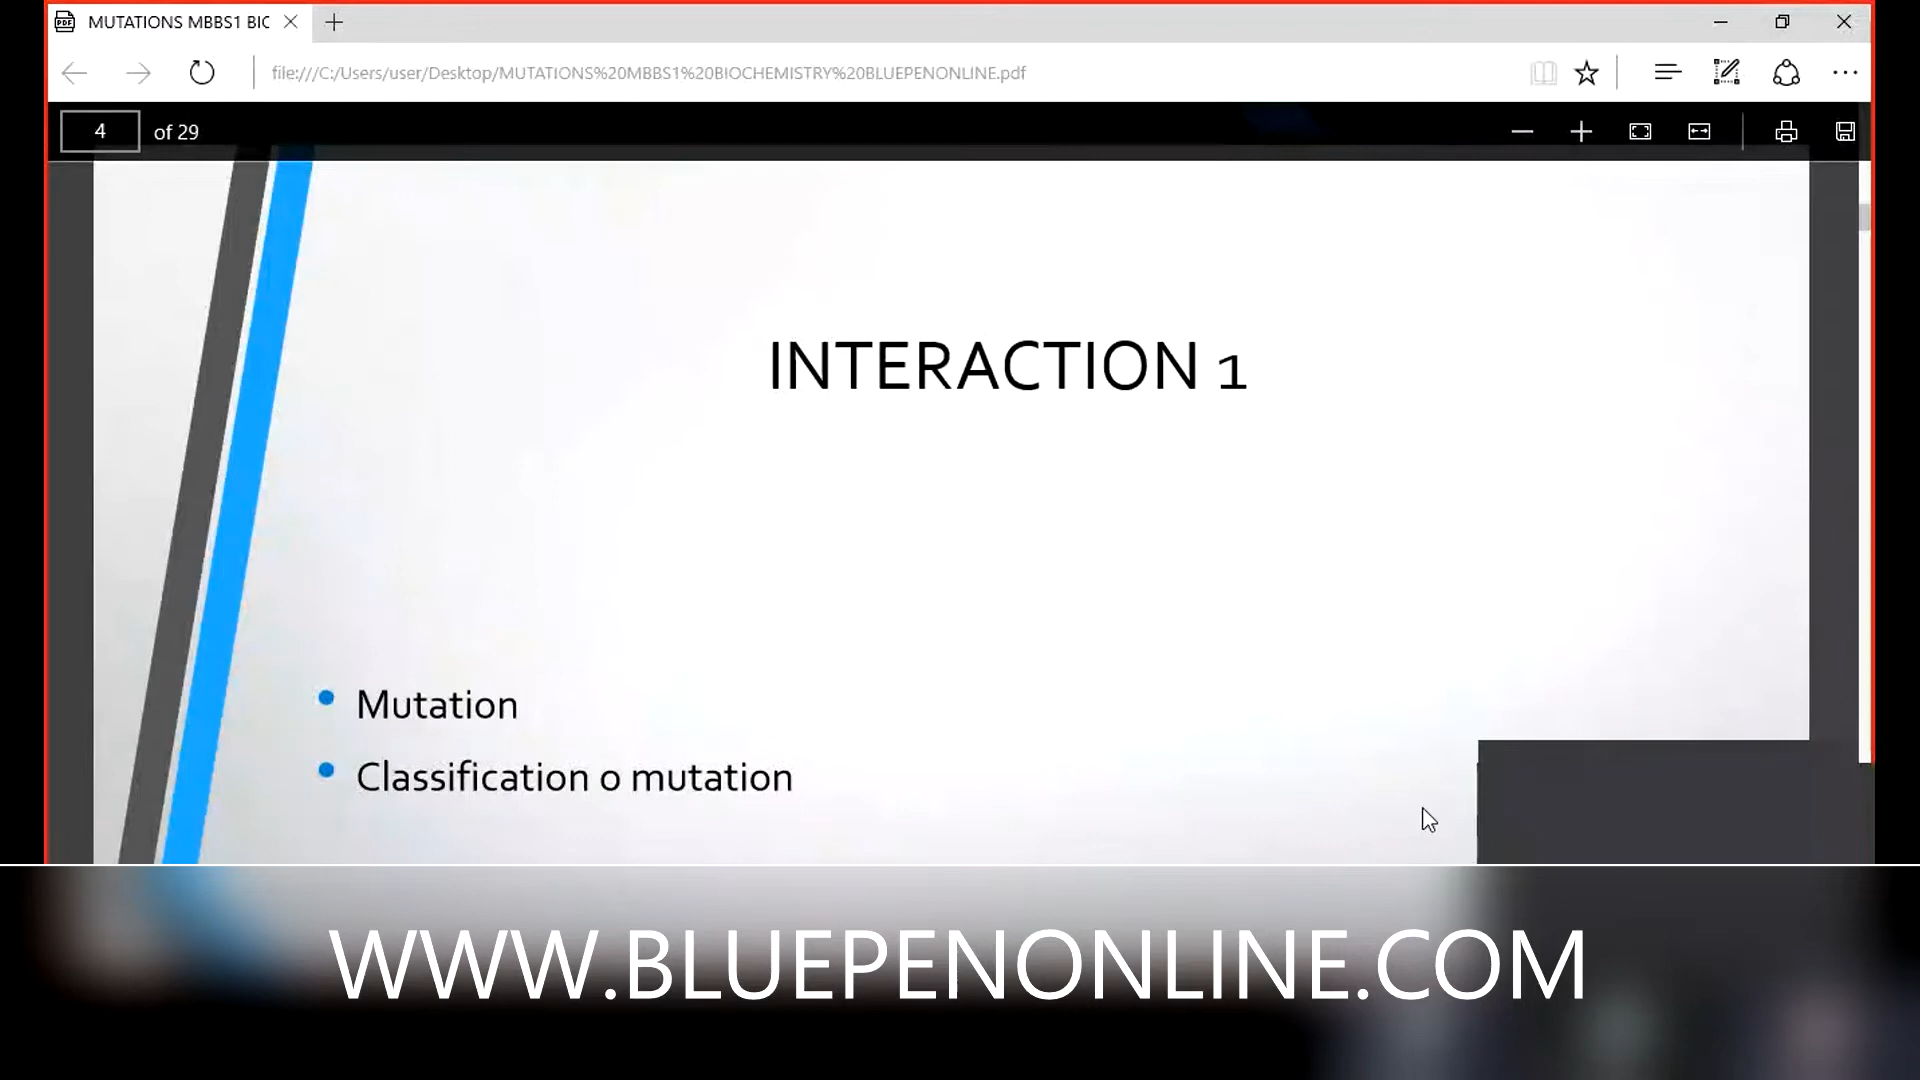 MUTATIONS MBBS1 BIC
file:///C:/Users/user/Desktop/MUTATIONS%20MBBS1%20BIOCHEMISTRY%20BLUEPENONLINE.pdf
4 of 29
INTERACTION 1
Mutation
Classification o mutation
WWW.BLUEPENONLINE.COM